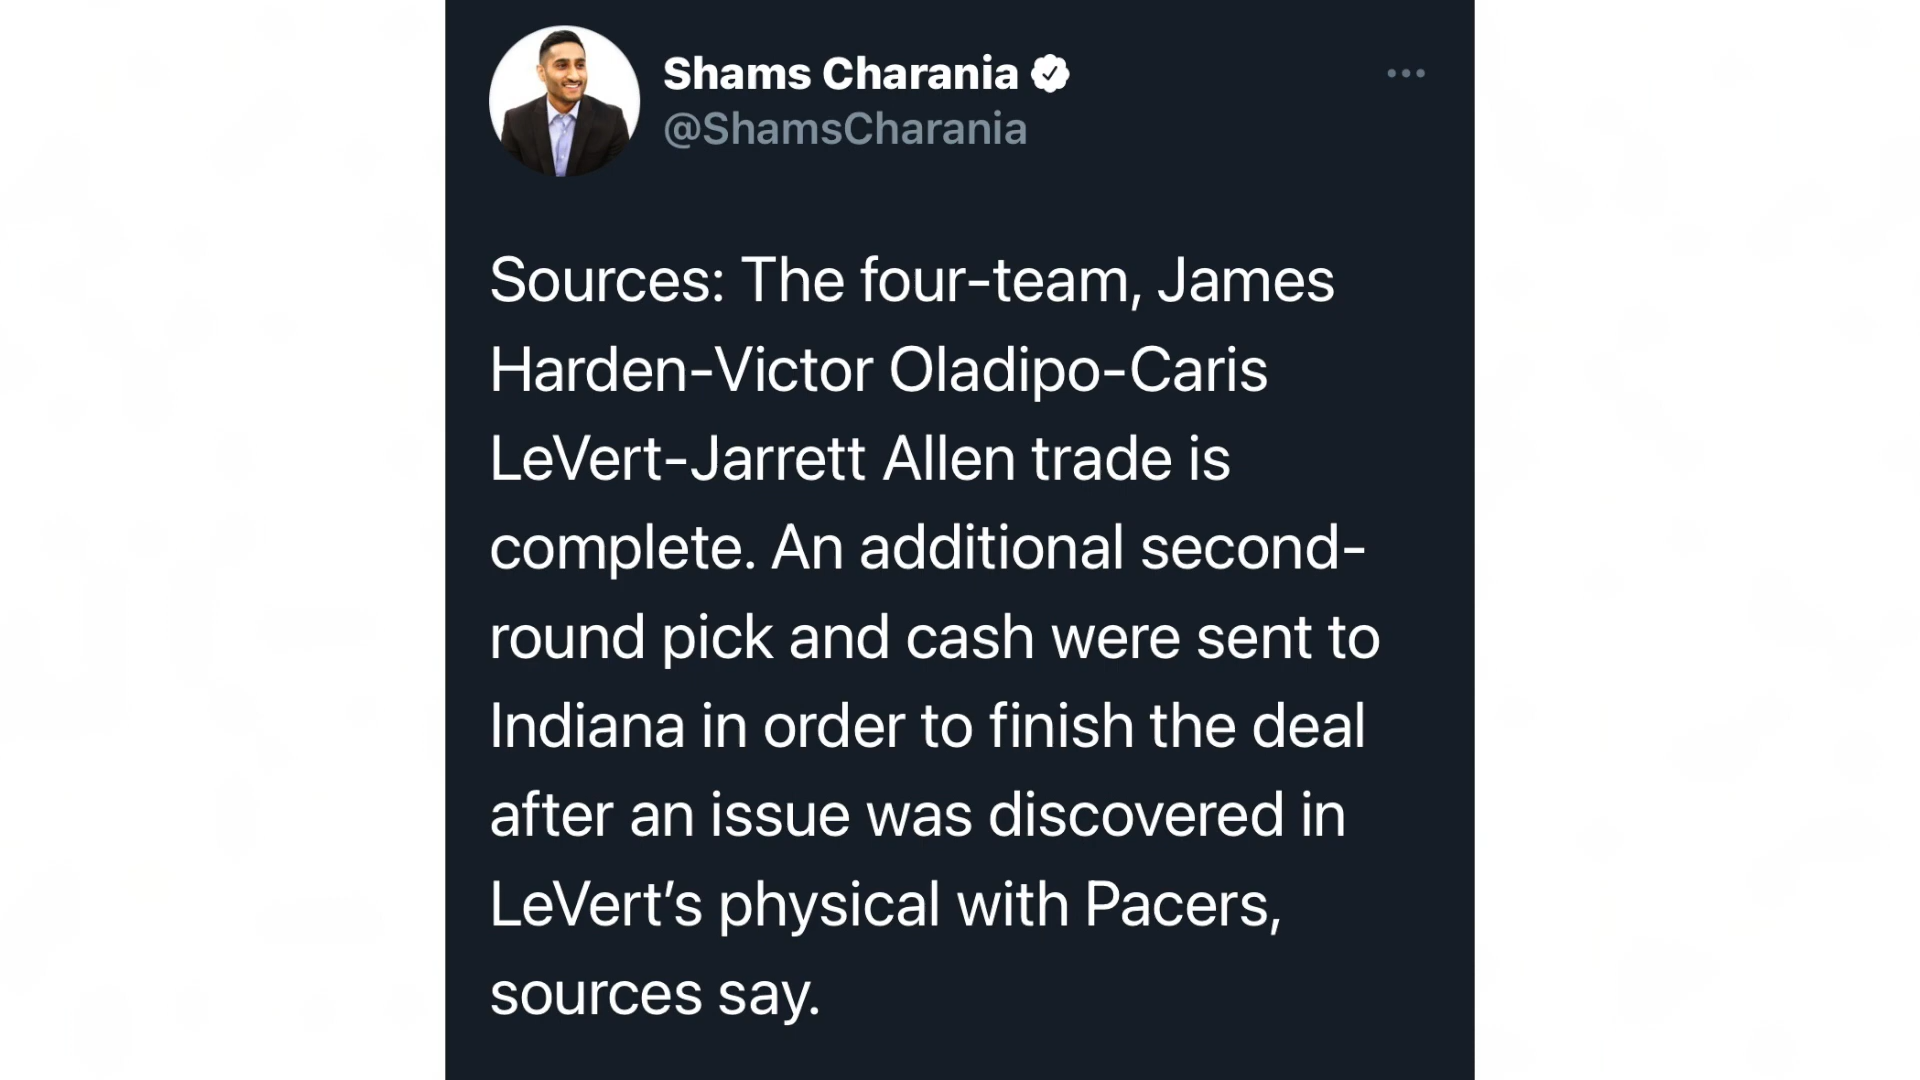 Shams Charania
@ShamsCharania
Sources: The four-team, James
Harden-Victor Oladipo-Caris
LeVert-Jarrett Allen trade is
complete. An additional second-
round pick and cash were sent to
Indiana in order to finish the deal
after an issue was discovered in
LeVert’s physical with Pacers,
sources say.